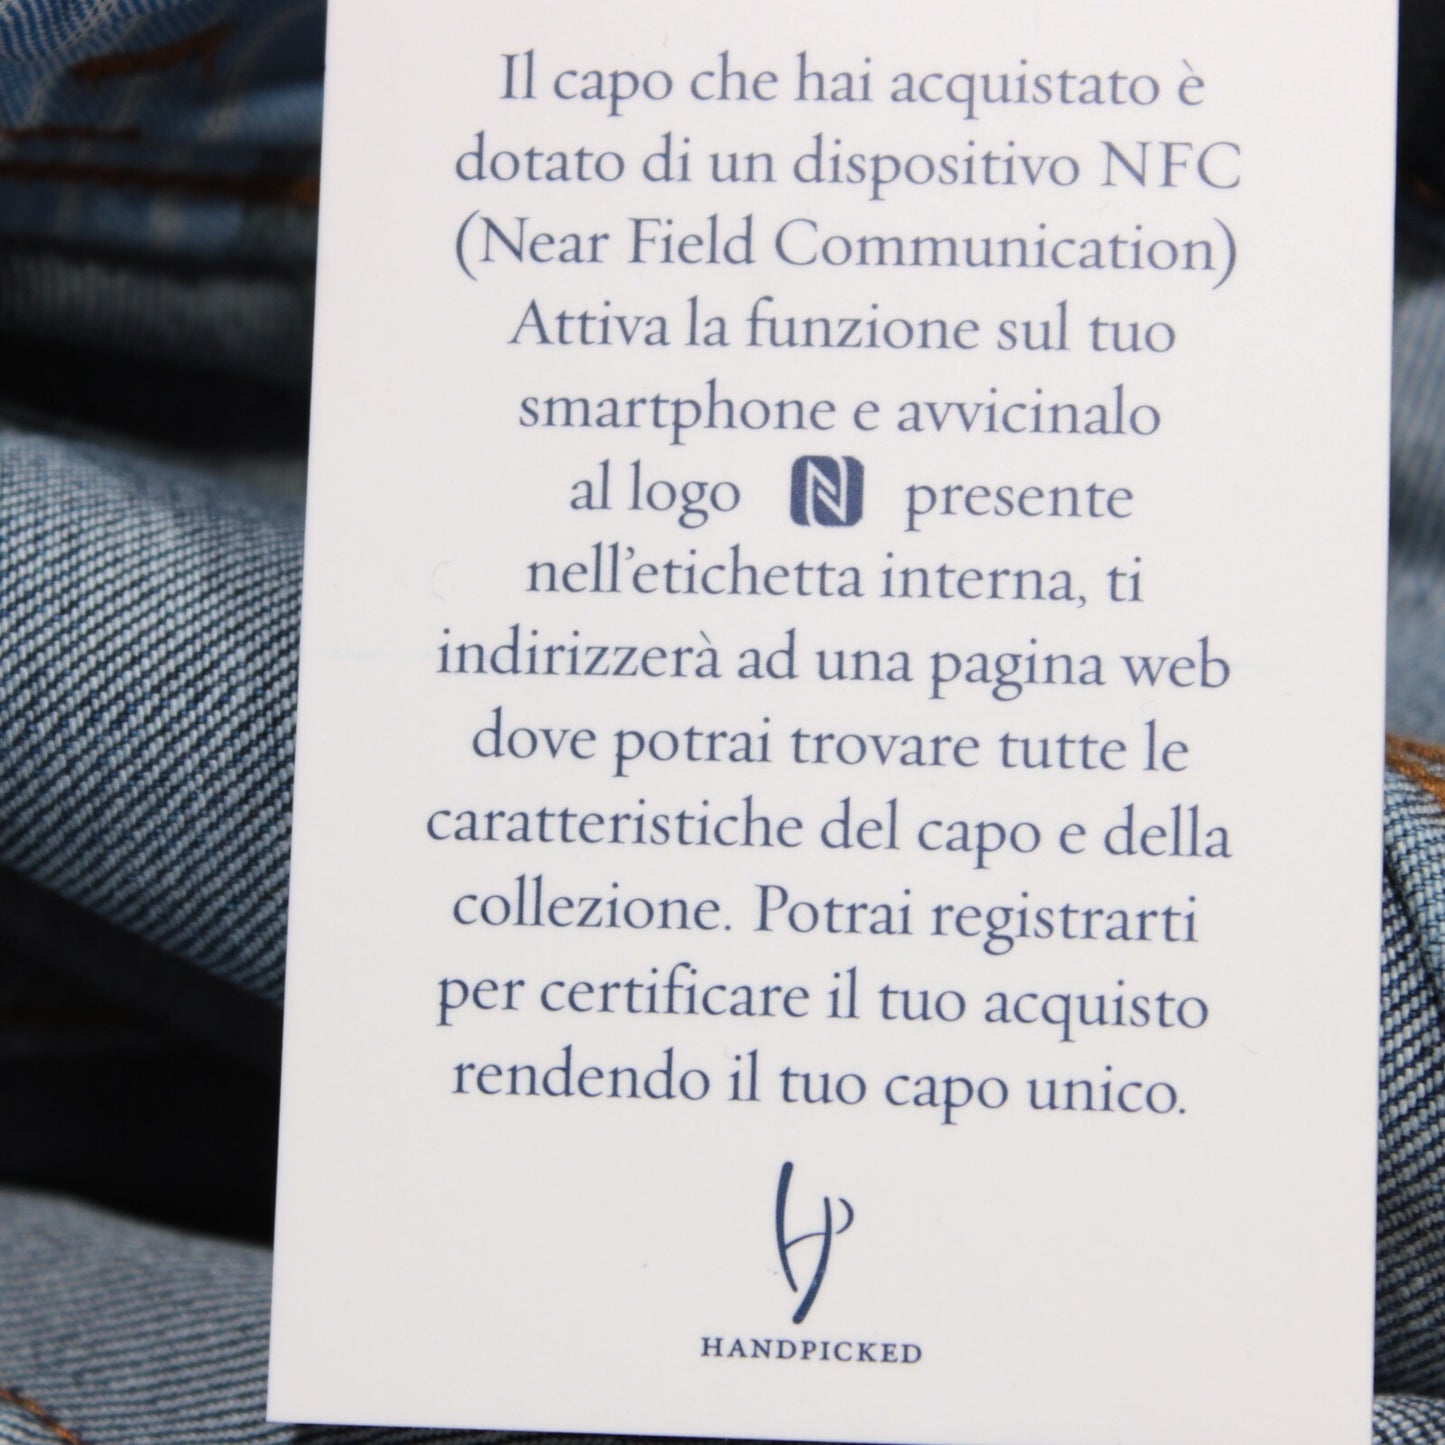 Il capo che hai acquistato è
dotato di un dispositivo NFC
(Near Field Communication)
Attiva la funzione sul tuo
smartphone e avvicinalo
al logo N presente
nell’etichetta interna, ti
indirizzerà ad una pagina web
dove potrai trovare tutte le
caratteristiche del capo e della
collezione. Potrai registrarti
per certificare il tuo acquisto
rendendo il tuo capo unico.
HP
HANDPICKED